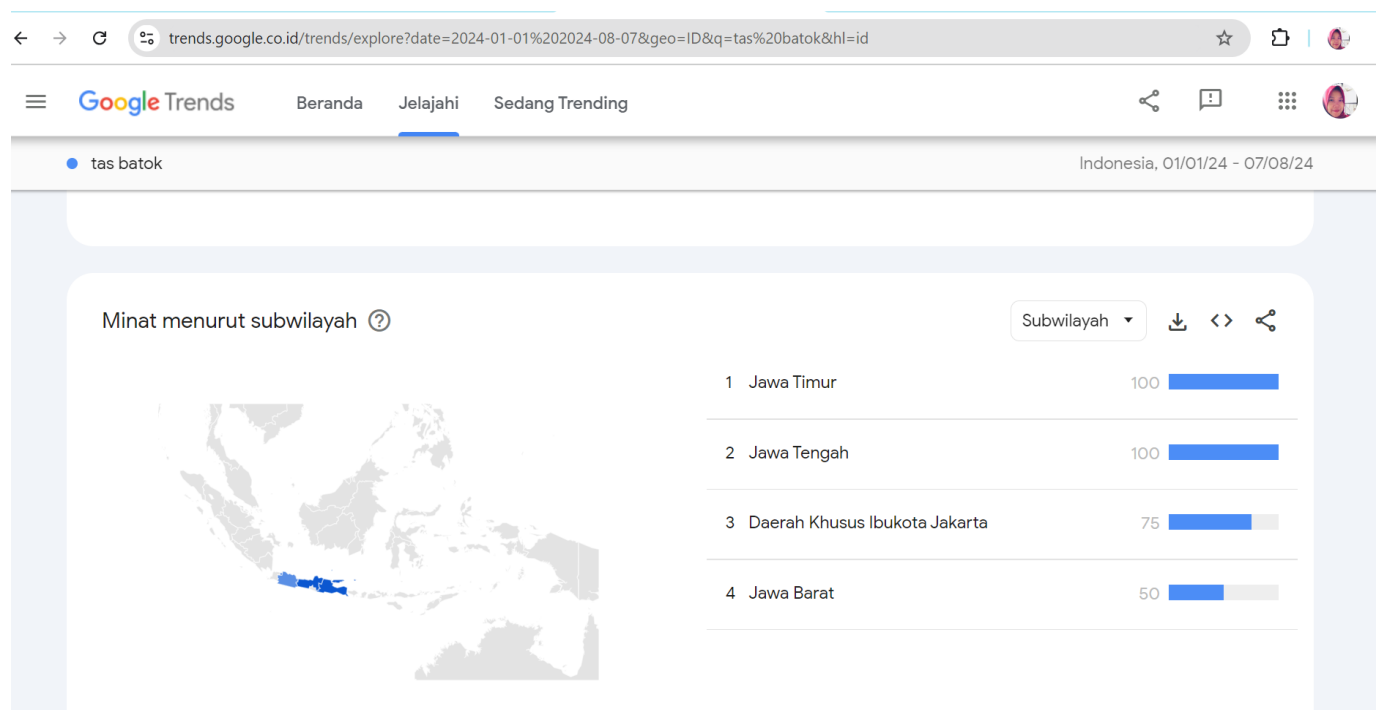 trends.google.co.id/trends/explore?date=2024-01-01%202024-08-07&geo=ID&q=tas%20batok&hl=id
Google Trends Beranda Jelajahi Sedang Trending
tas batok Indonesia, 01/01/24 - 07/08/24
Minat menurut subwilayah Subwilayah
1 Jawa Timur 100
2 Jawa Tengah 100
3 Daerah Khusus Ibukota Jakarta 75
4 Jawa Barat 50